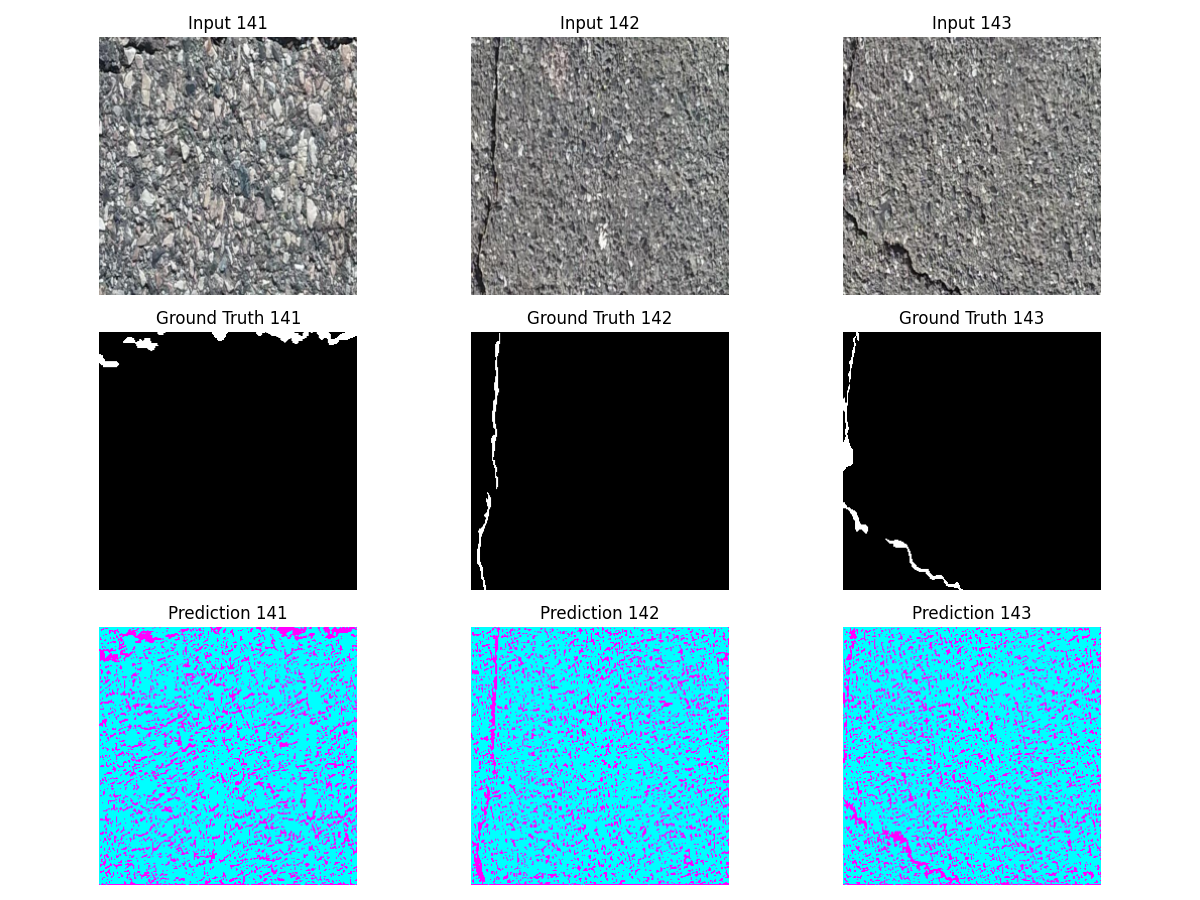 Input 141
Input 142
Input 143
Ground Truth 141
Ground Truth 142
Ground Truth 143
Prediction 141
Prediction 142
Prediction 143